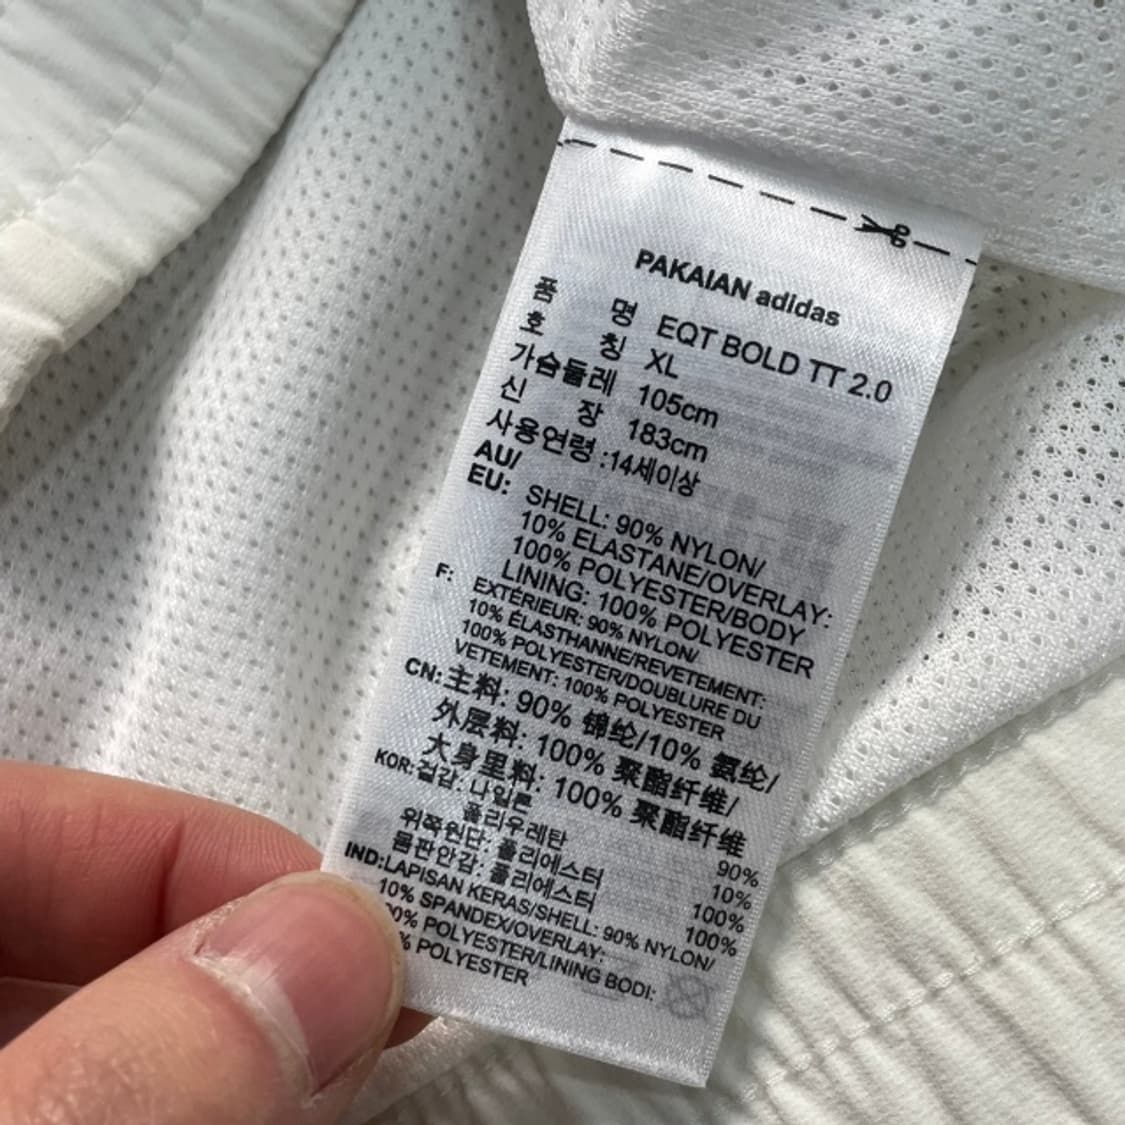 PAKAIAN adidas
품 명 EQT BOLD TT 2.0
호 칭 XL
가슴둘레 105cm
신 장 183cm
사용연령 :14세이상
AU/
EU: SHELL: 90% NYLON/
10% ELASTANE/OVERLAY:
100% POLYESTER/BODY
LINING: 100% POLYESTER
F: EXTÉRIEUR: 90% NYLON/
10% ÉLASTHANNE/REVETEMENT:
100% POLYESTER/DOUBLURE DU
VETEMENT: 100% POLYESTER
CN: 主料: 90% 锦纶/10% 氨纶/
外层料: 100% 聚酯纤维/
大身里料: 100% 聚酯纤维
KOR: 겉감: 나일론 90%
폴리우레탄 10%
위쪽원단: 폴리에스터 100%
몸판안감: 폴리에스터 100%
IND:LAPISAN KERAS/SHELL: 90% NYLON/
10% SPANDEX/OVERLAY:
00% POLYESTER/LINING BODI:
% POLYESTER